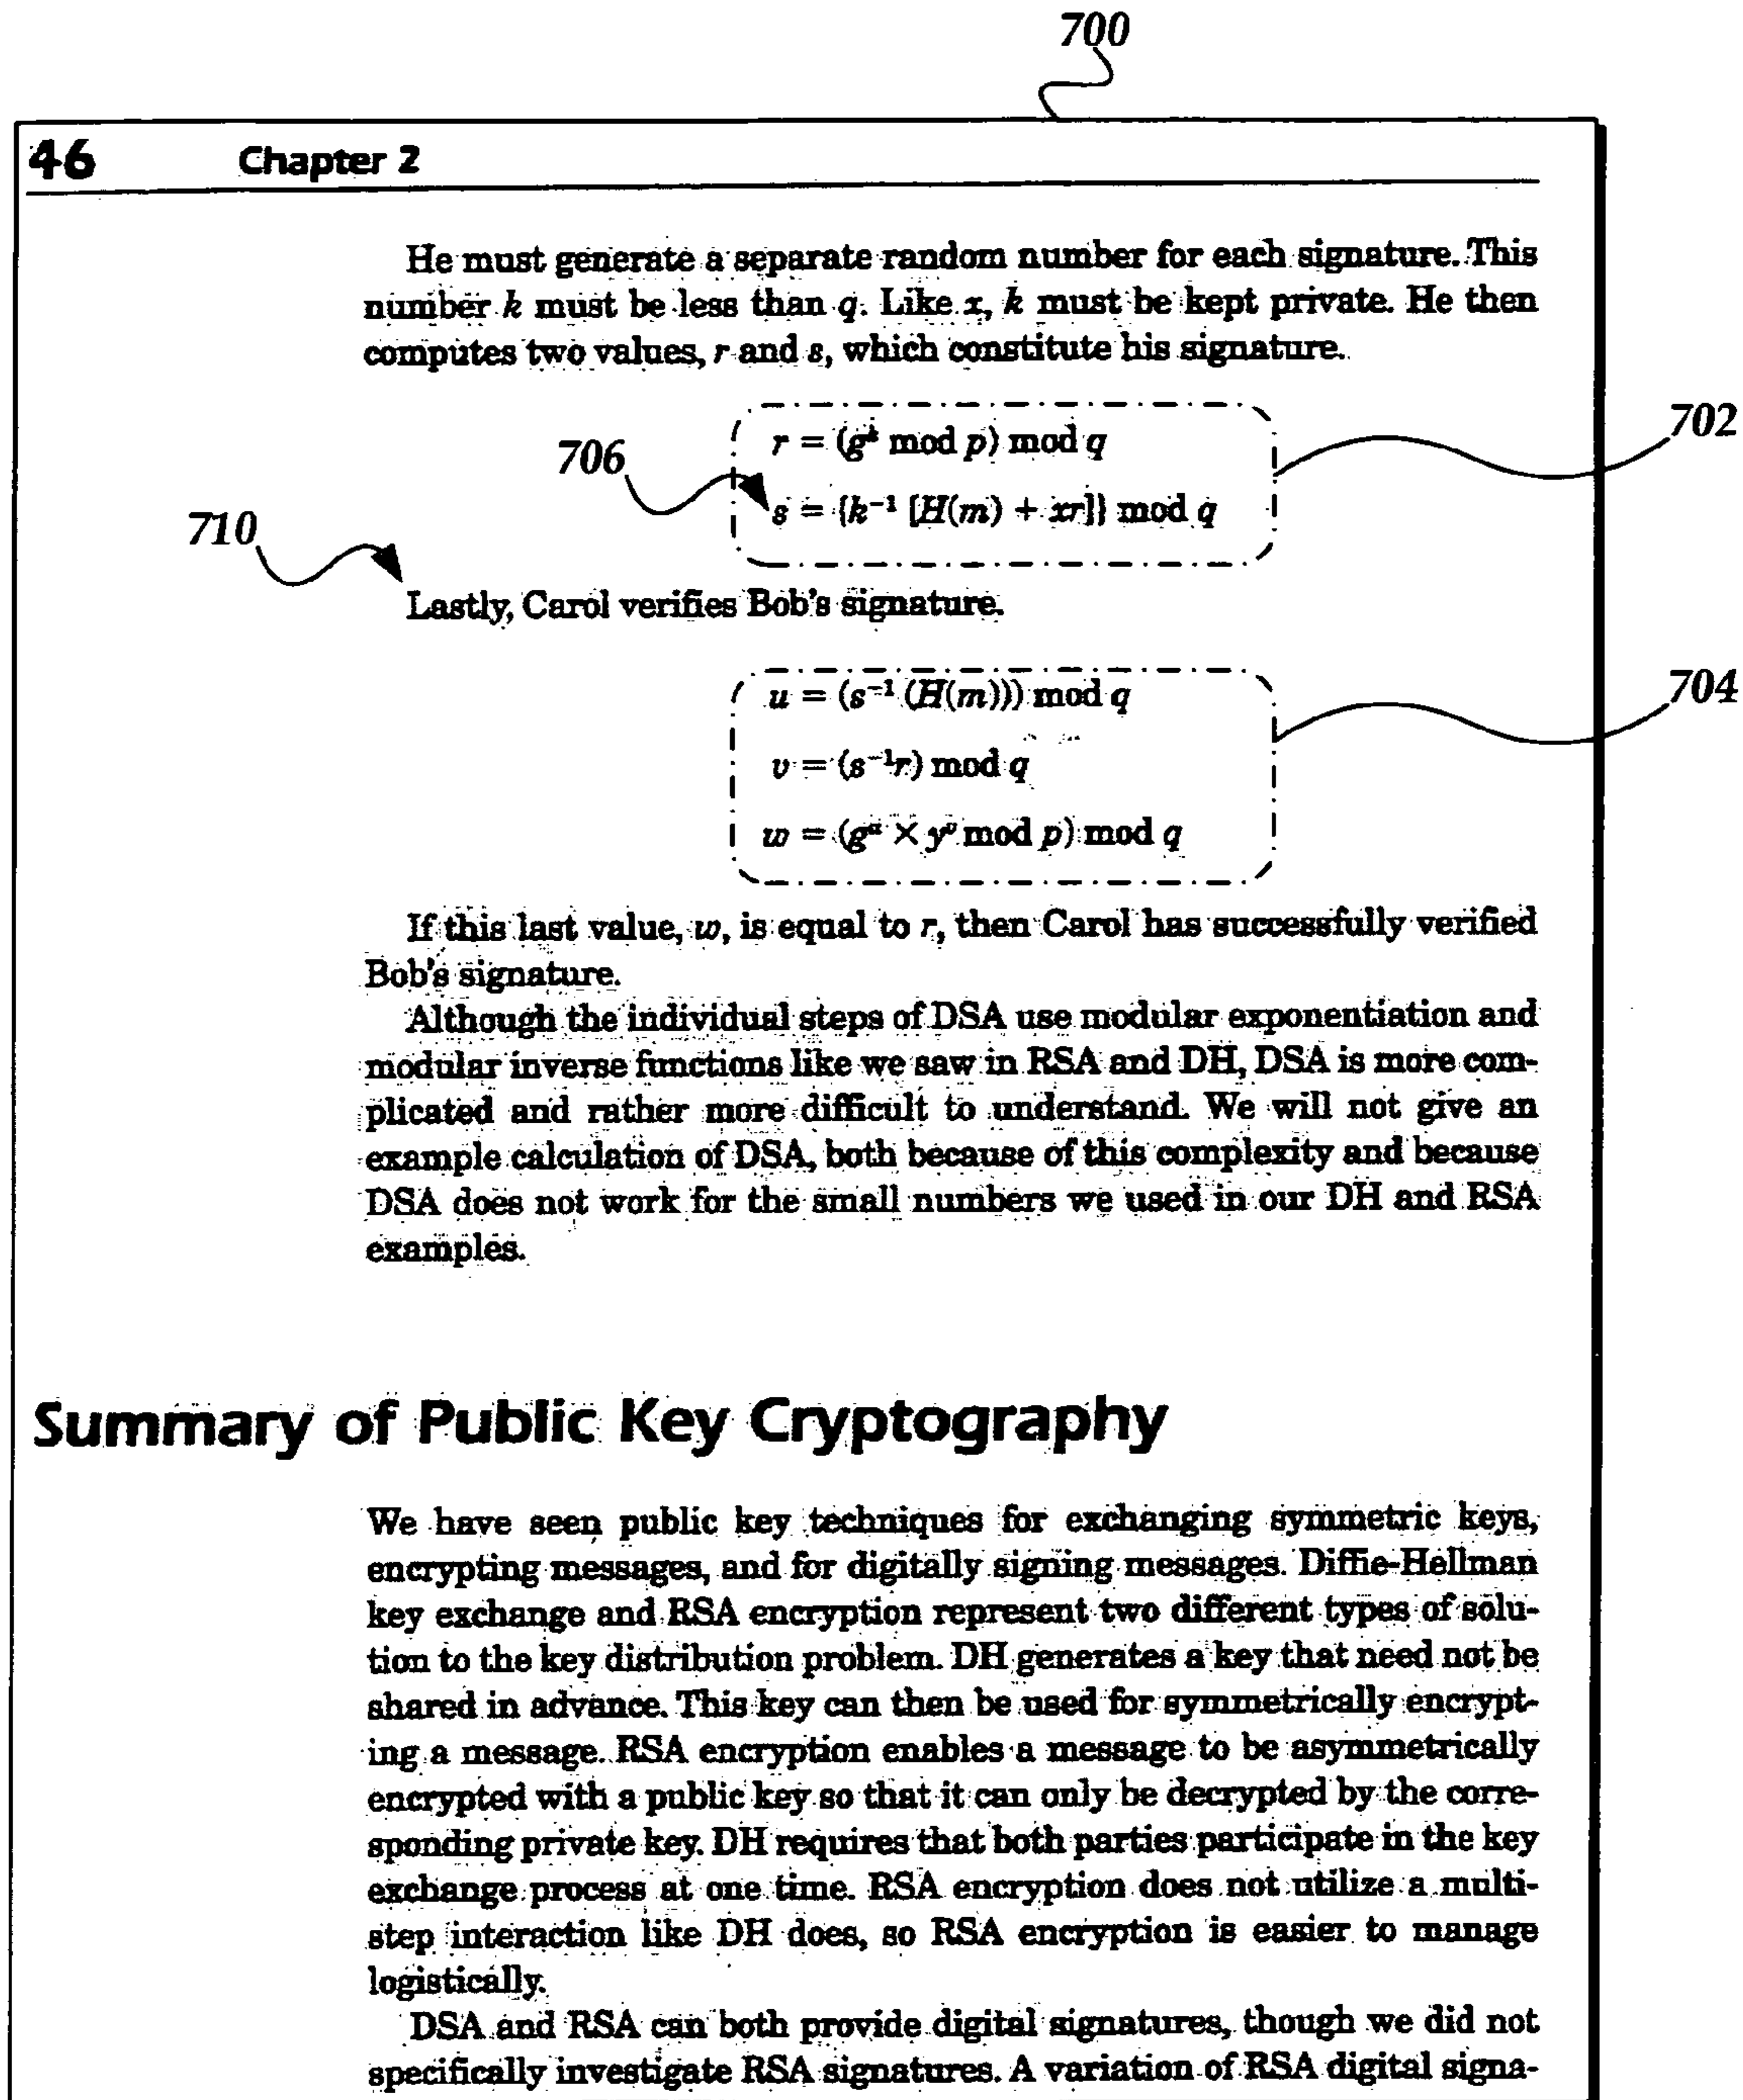 700
46 Chapter 2
He must generate a separate random number for each signature. This
number k must be less than q. Like x, k must be kept private. He then
computes two values, r and s, which constitute his signature.
702
r = (g^k mod p) mod q
706
s = {k⁻¹ [H(m) + xr]} mod q
710
Lastly, Carol verifies Bob's signature.
704
u = (s⁻¹ (H(m))) mod q
v = (s⁻¹r) mod q
w = (g^u × y^v mod p) mod q
If this last value, w, is equal to r, then Carol has successfully verified
Bob's signature.
Although the individual steps of DSA use modular exponentiation and
modular inverse functions like we saw in RSA and DH, DSA is more com-
plicated and rather more difficult to understand. We will not give an
example calculation of DSA, both because of this complexity and because
DSA does not work for the small numbers we used in our DH and RSA
examples.
Summary of Public Key Cryptography
We have seen public key techniques for exchanging symmetric keys,
encrypting messages, and for digitally signing messages. Diffie-Hellman
key exchange and RSA encryption represent two different types of solu-
tion to the key distribution problem. DH generates a key that need not be
shared in advance. This key can then be used for symmetrically encrypt-
ing a message. RSA encryption enables a message to be asymmetrically
encrypted with a public key so that it can only be decrypted by the corre-
sponding private key. DH requires that both parties participate in the key
exchange process at one time. RSA encryption does not utilize a multi-
step interaction like DH does, so RSA encryption is easier to manage
logistically.
DSA and RSA can both provide digital signatures, though we did not
specifically investigate RSA signatures. A variation of RSA digital signa-